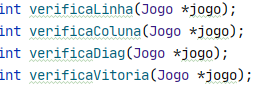 int verificaLinha(Jogo *jogo);
int verificaColuna(Jogo *jogo);
int verificaDiag(Jogo *jogo);
int verificaVitoria(Jogo *jogo);